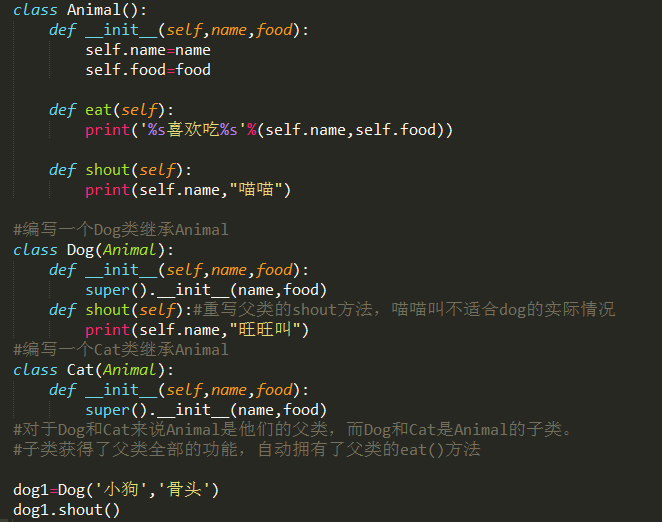 class Animal():
    def __init__(self,name,food):
        self.name=name
        self.food=food
    def eat(self):
        print('%s喜欢吃%s'%(self.name,self.food))
    def shout(self):
        print(self.name,"喵喵")
#编写一个Dog类继承Animal
class Dog(Animal):
    def __init__(self,name,food):
        super().__init__(name,food)
    def shout(self):#重写父类的shout方法，喵喵叫不适合dog的实际情况
        print(self.name,"旺旺叫")
#编写一个Cat类继承Animal
class Cat(Animal):
    def __init__(self,name,food):
        super().__init__(name,food)
#对于Dog和Cat来说Animal是他们的父类，而Dog和Cat是Animal的子类。
#子类获得了父类全部的功能，自动拥有了父类的eat()方法
dog1=Dog('小狗','骨头')
dog1.shout()